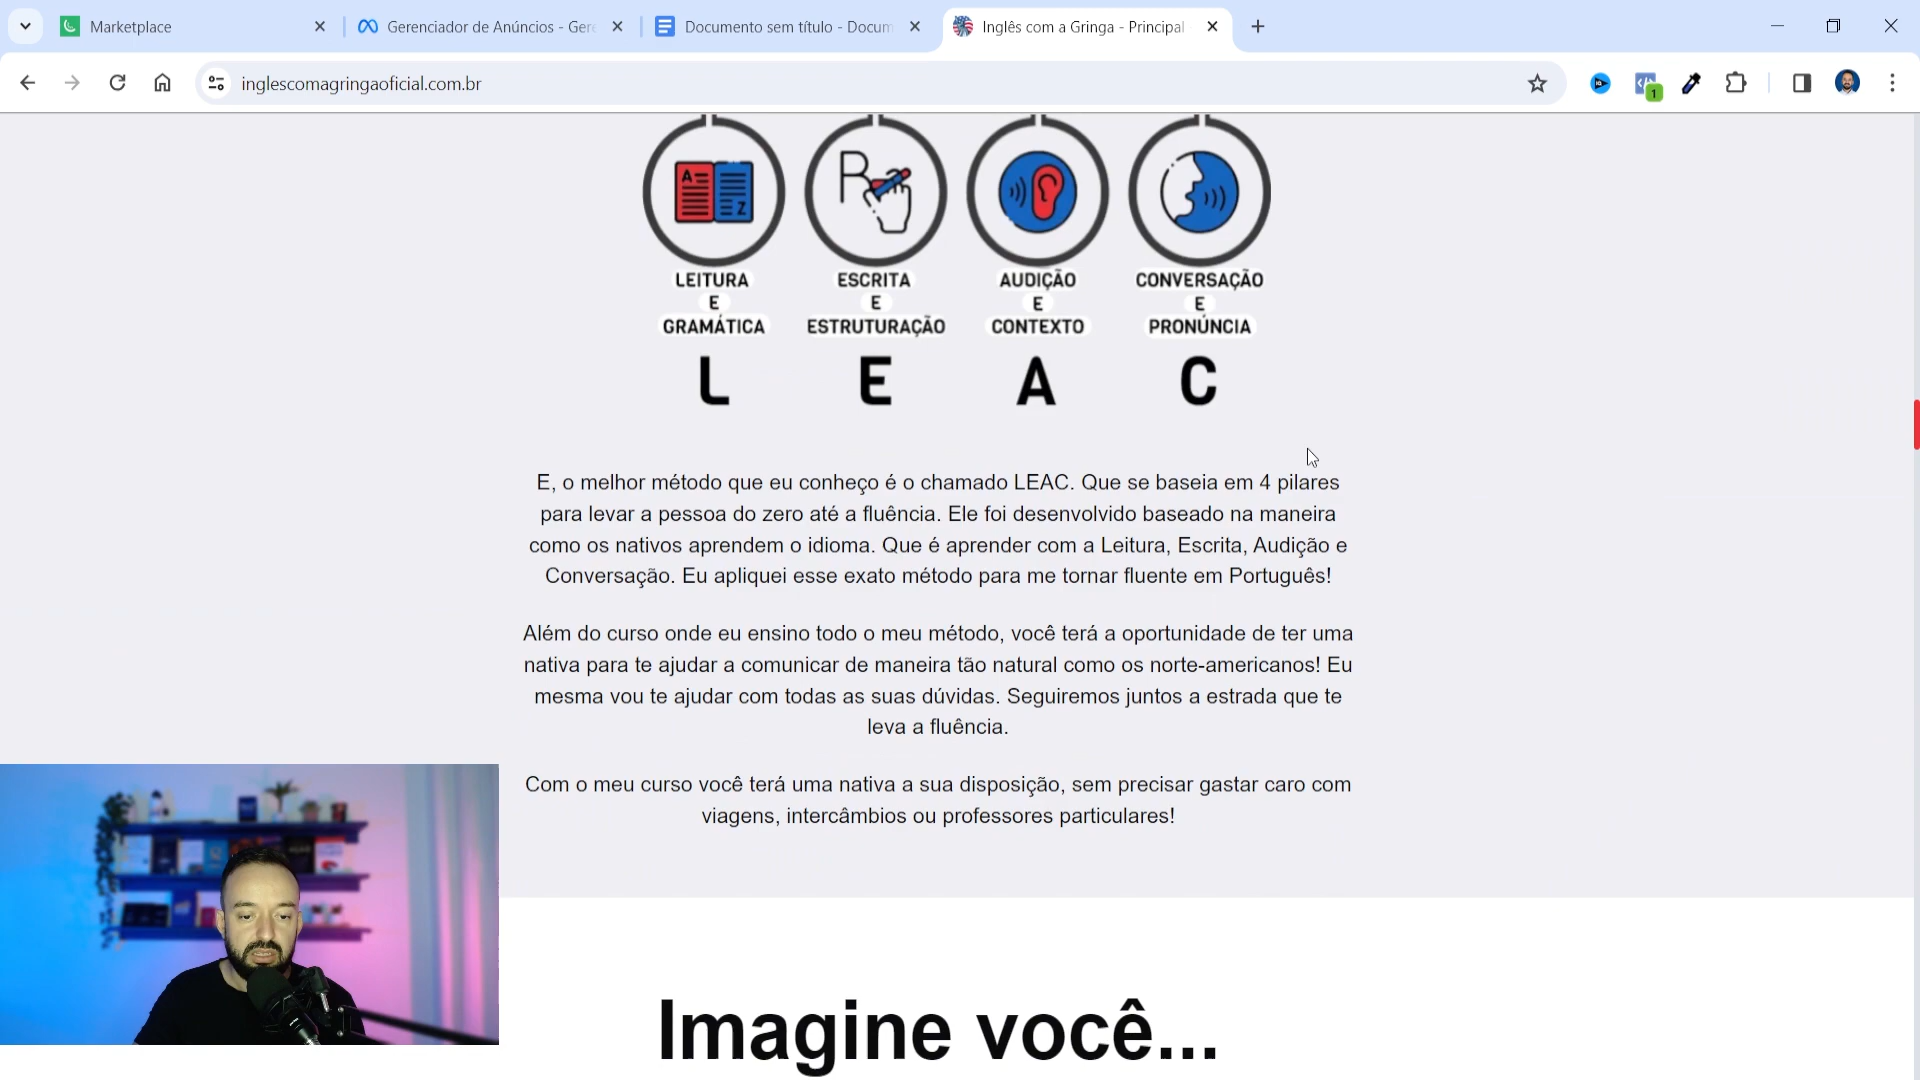 Marketplace
Gerenciador de Anúncios - Gere
Documento sem título - Docum
Inglês com a Gringa - Principal
inglescomagringaoficial.com.br
1
A
Z
R
LEITURA
E
GRAMÁTICA
ESCRITA
E
ESTRUTURAÇÃO
AUDIÇÃO
E
CONTEXTO
CONVERSAÇÃO
E
PRONÚNCIA
L E A C
E, o melhor método que eu conheço é o chamado LEAC. Que se baseia em 4 pilares
para levar a pessoa do zero até a fluência. Ele foi desenvolvido baseado na maneira
como os nativos aprendem o idioma. Que é aprender com a Leitura, Escrita, Audição e
Conversação. Eu apliquei esse exato método para me tornar fluente em Português!
Além do curso onde eu ensino todo o meu método, você terá a oportunidade de ter uma
nativa para te ajudar a comunicar de maneira tão natural como os norte-americanos! Eu
mesma vou te ajudar com todas as suas dúvidas. Seguiremos juntos a estrada que te
leva a fluência.
Com o meu curso você terá uma nativa a sua disposição, sem precisar gastar caro com
viagens, intercâmbios ou professores particulares!
Imagine você...